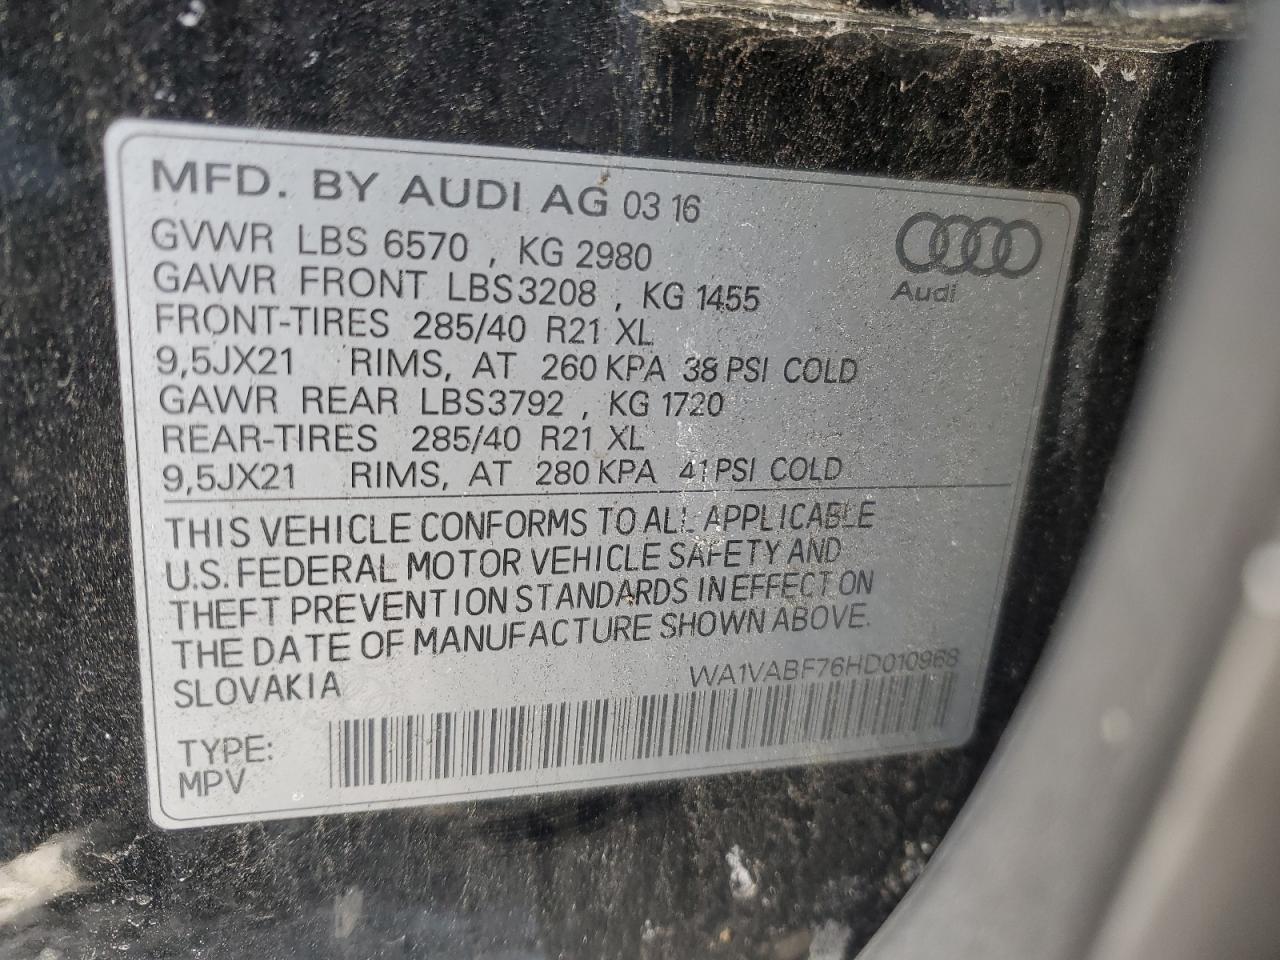 MFD. BY AUDI AG 03 16
GVWR LBS 6570 , KG 2980
GAWR FRONT LBS3208 , KG 1455
FRONT-TIRES 285/40 R21 XL
9,5JX21 RIMS, AT 260 KPA 38 PSI COLD
GAWR REAR LBS3792 , KG 1720
REAR-TIRES 285/40 R21 XL
9,5JX21 RIMS, AT 280 KPA 41 PSI COLD
Audi
THIS VEHICLE CONFORMS TO ALL APPLICABLE
U.S. FEDERAL MOTOR VEHICLE SAFETY AND
THEFT PREVENTION STANDARDS IN EFFECT ON
THE DATE OF MANUFACTURE SHOWN ABOVE.
SLOVAKIA WA1VABF76HD010968
TYPE:
MPV